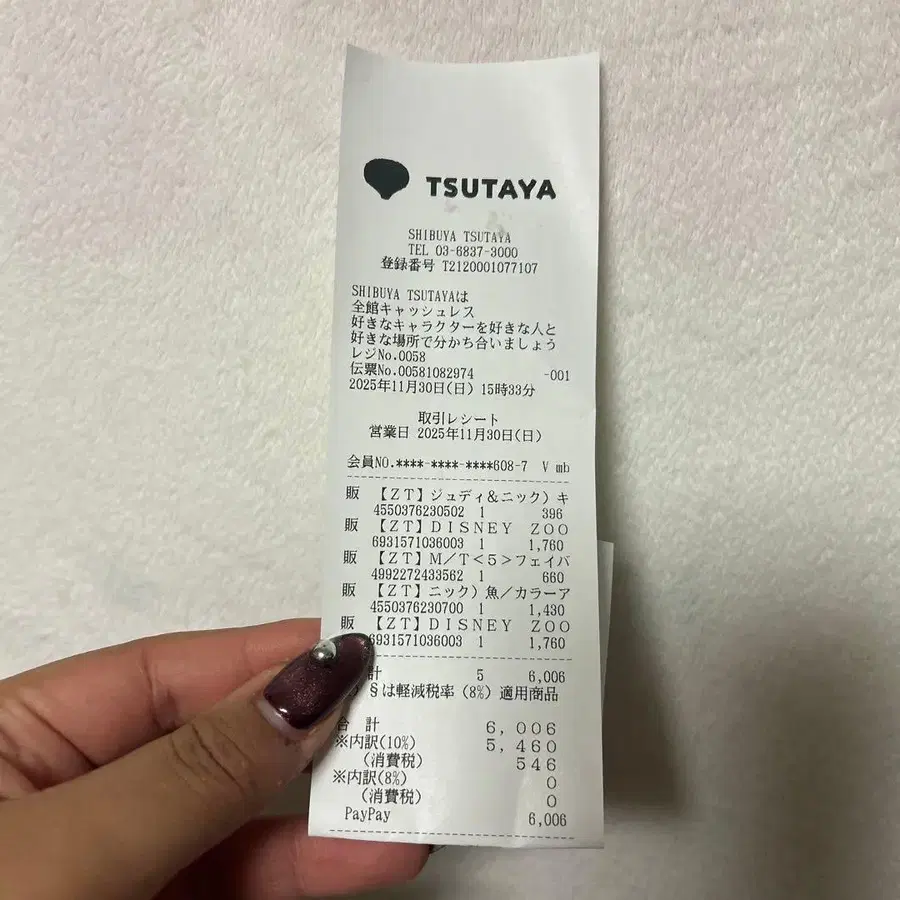 TSUTAYA
SHIBUYA TSUTAYA
TEL 03-6837-3000
登録番号 T2120001077107
SHIBUYA TSUTAYAは
全館キャッシュレス
好きなキャラクターを好きな人と
好きな場所で分かち合いましょう
レジNo.0058
伝票No.00581082974 -001
2025年11月30日(日) 15時33分
取引レシート
営業日 2025年11月30日(日)
会員NO.****-****-****608-7 V mb
販 【ZT】ジュディ&ニック)キ
4550376230502 1 396
販 【ZT】DISNEY ZOO
6931571036003 1 1,760
販 【ZT】M/T<5>フェイバ
4992272433562 1 660
販 【ZT】ニック)魚/カラーア
4550376230700 1 1,430
販 【ZT】DISNEY ZOO
6931571036003 1 1,760
計 5 6,006
§は軽減税率(8%)適用商品
合 計 6,006
※内訳(10%) 5,460
(消費税) 546
※内訳(8%) 0
(消費税) 0
PayPay 6,006